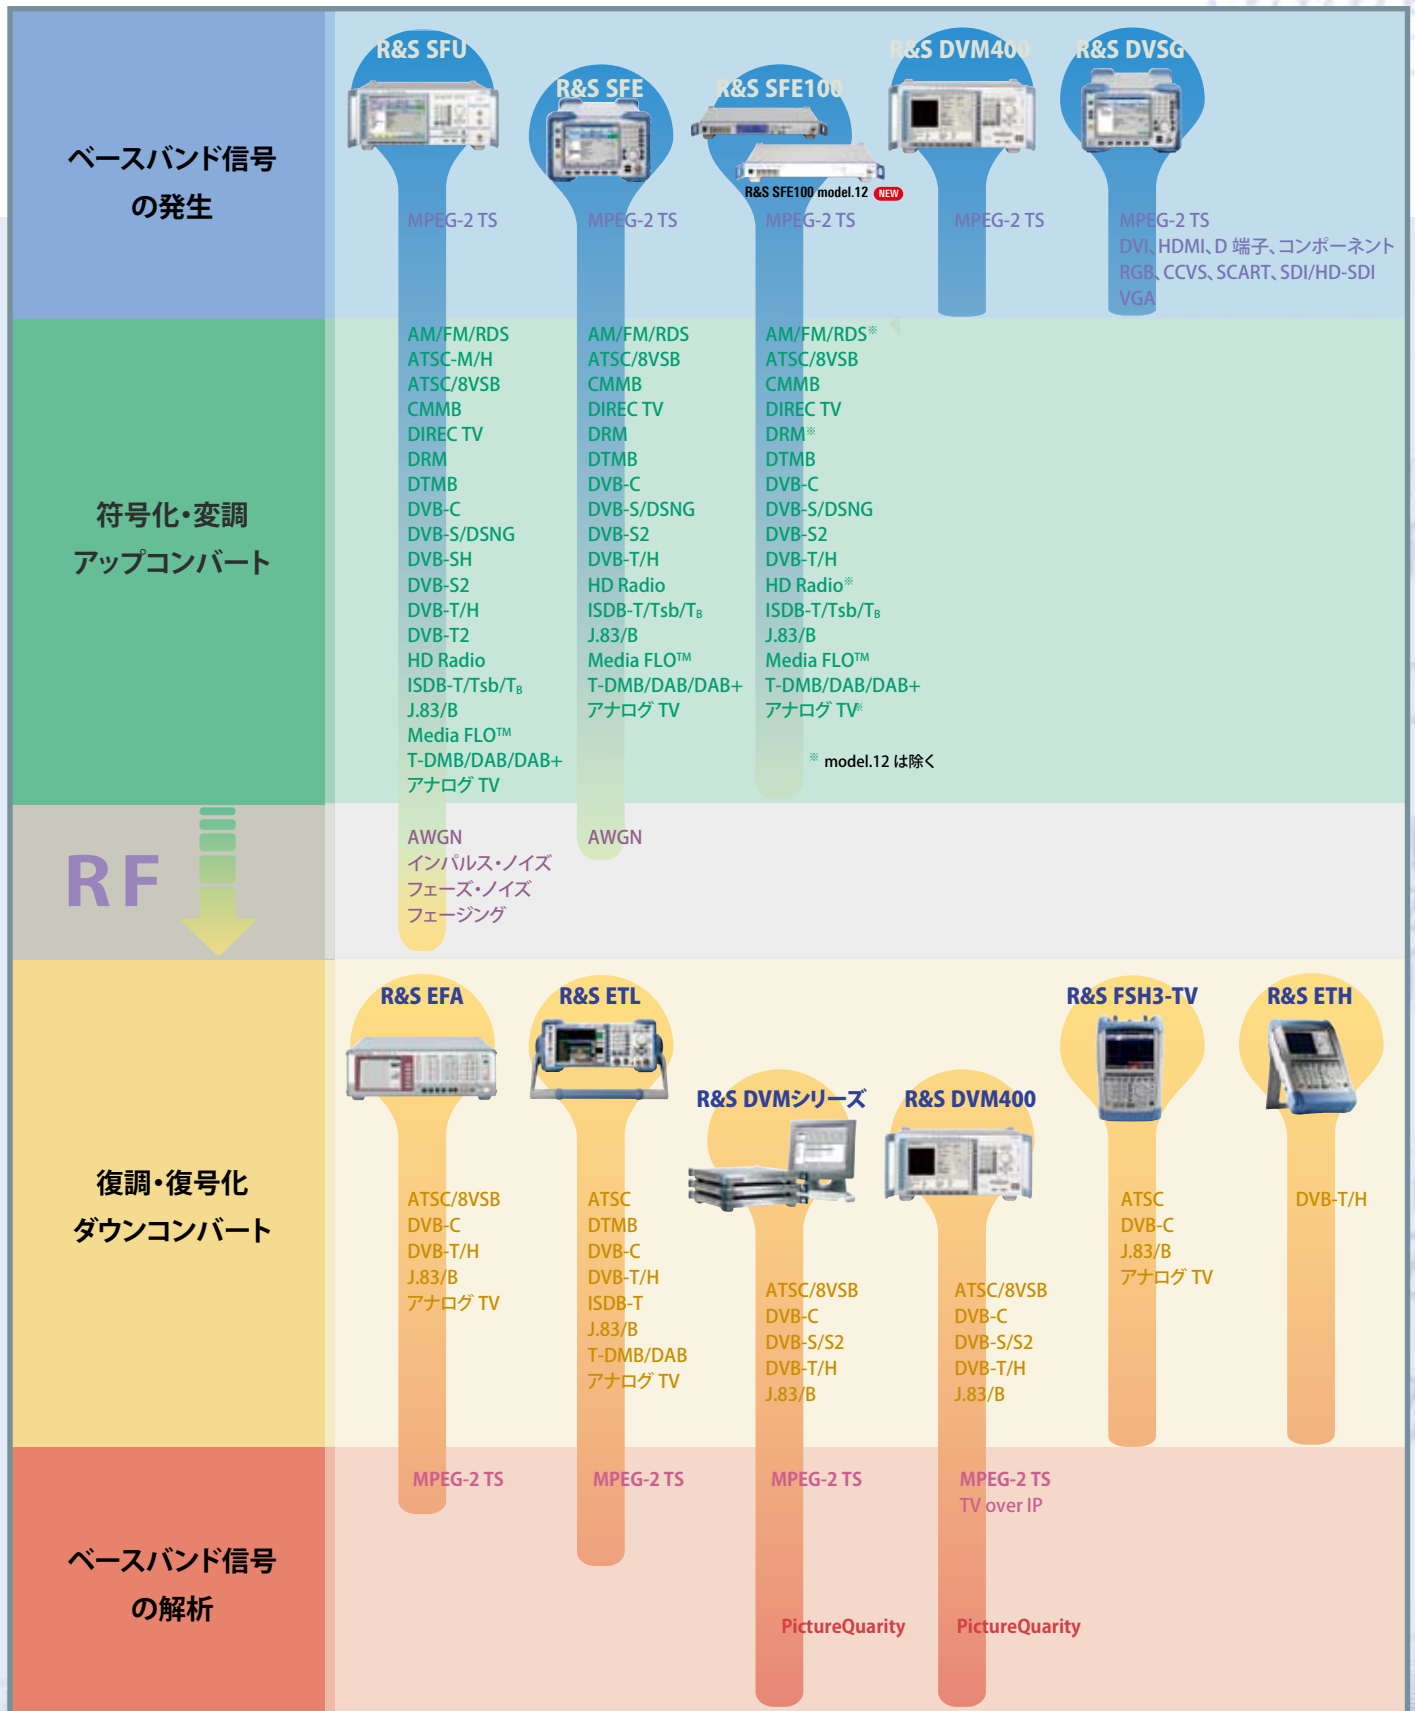 ベースバンド信号
の発生
R&S SFU
R&S SFE
R&S SFE100
R&S SFE100 model.12 NEW
R&S DVM400
R&S DVSG
MPEG-2 TS
MPEG-2 TS
MPEG-2 TS
MPEG-2 TS
MPEG-2 TS
DVI、HDMI、D 端子、コンポーネント
RGB、CCVS、SCART、SDI/HD-SDI
VGA
符号化・変調
アップコンバート
AM/FM/RDS
ATSC-M/H
ATSC/8VSB
CMMB
DIREC TV
DRM
DTMB
DVB-C
DVB-S/DSNG
DVB-SH
DVB-S2
DVB-T/H
DVB-T2
HD Radio
ISDB-T/Tsb/TB
J.83/B
Media FLO™
T-DMB/DAB/DAB+
アナログ TV
AM/FM/RDS
ATSC/8VSB
CMMB
DIREC TV
DRM
DTMB
DVB-C
DVB-S/DSNG
DVB-S2
DVB-T/H
HD Radio
ISDB-T/Tsb/TB
J.83/B
Media FLO™
T-DMB/DAB/DAB+
アナログ TV
AM/FM/RDS※
ATSC/8VSB
CMMB
DIREC TV
DRM※
DTMB
DVB-C
DVB-S/DSNG
DVB-S2
DVB-T/H
HD Radio※
ISDB-T/Tsb/TB
J.83/B
Media FLO™
T-DMB/DAB/DAB+
アナログ TV※
※ model.12 は除く
RF
AWGN
インパルス・ノイズ
フェーズ・ノイズ
フェージング
AWGN
復調・復号化
ダウンコンバート
R&S EFA
R&S ETL
R&S DVMシリーズ
R&S DVM400
R&S FSH3-TV
R&S ETH
ATSC/8VSB
DVB-C
DVB-T/H
J.83/B
アナログ TV
ATSC
DTMB
DVB-C
DVB-T/H
ISDB-T
J.83/B
T-DMB/DAB
アナログ TV
ATSC/8VSB
DVB-C
DVB-S/S2
DVB-T/H
J.83/B
ATSC/8VSB
DVB-C
DVB-S/S2
DVB-T/H
J.83/B
ATSC
DVB-C
J.83/B
アナログ TV
DVB-T/H
ベースバンド信号
の解析
MPEG-2 TS
MPEG-2 TS
MPEG-2 TS
MPEG-2 TS
TV over IP
PictureQuarity
PictureQuarity